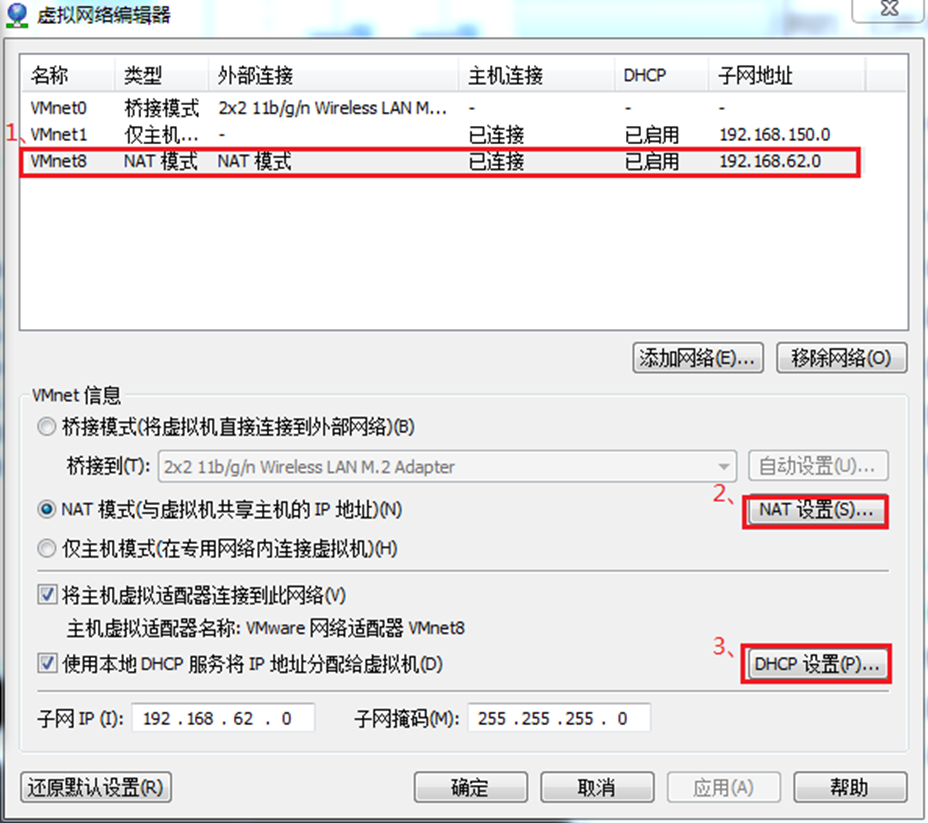 虚拟网络编辑器
名称 类型 外部连接 主机连接 DHCP 子网地址
VMnet0 桥接模式 2x2 11b/g/n Wireless LAN M... - - -
1、VMnet1 仅主机... - 已连接 已启用 192.168.150.0
VMnet8 NAT 模式 NAT 模式 已连接 已启用 192.168.62.0
添加网络(E)... 移除网络(O)
VMnet 信息
桥接模式(将虚拟机直接连接到外部网络)(B)
桥接到(T): 2x2 11b/g/n Wireless LAN M.2 Adapter 自动设置(U)...
NAT 模式(与虚拟机共享主机的 IP 地址)(N) 2、NAT 设置(S)...
仅主机模式(在专用网络内连接虚拟机)(H)
将主机虚拟适配器连接到此网络(V)
主机虚拟适配器名称: VMware 网络适配器 VMnet8
使用本地 DHCP 服务将 IP 地址分配给虚拟机(D) 3、DHCP 设置(P)...
子网 IP (I): 192 .168 . 62 . 0 子网掩码(M): 255 .255 .255 . 0
还原默认设置(R) 确定 取消 应用(A) 帮助